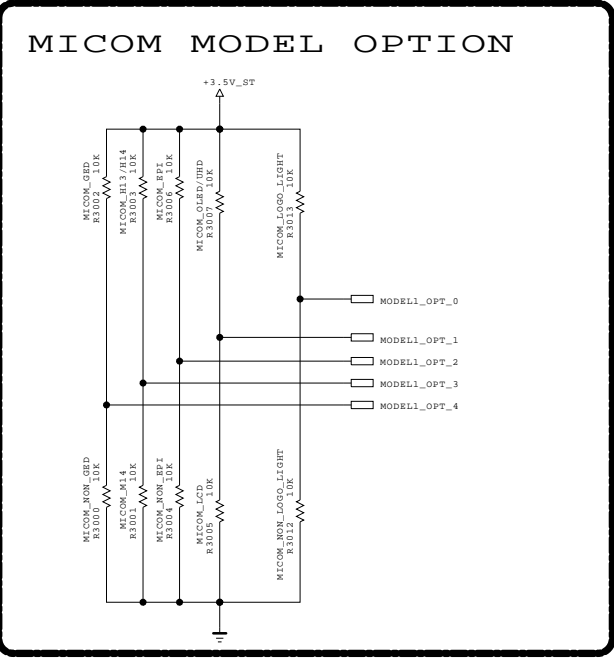 MICOM MODEL OPTION
+3.5V_ST
MICOM_GED
R3002 10K
MICOM_H13/H14
R3003 10K
MICOM_EPI
R3006 10K
MICOM_OLED/UHD
R3007 10K
MICOM_LOGO_LIGHT
R3013 10K
MODEL1_OPT_0
MODEL1_OPT_1
MODEL1_OPT_2
MODEL1_OPT_3
MODEL1_OPT_4
MICOM_NON_GED
R3000 10K
MICOM_M14
R3001 10K
MICOM_NON_EPI
R3004 10K
MICOM_LCD
R3005 10K
MICOM_NON_LOGO_LIGHT
R3012 10K